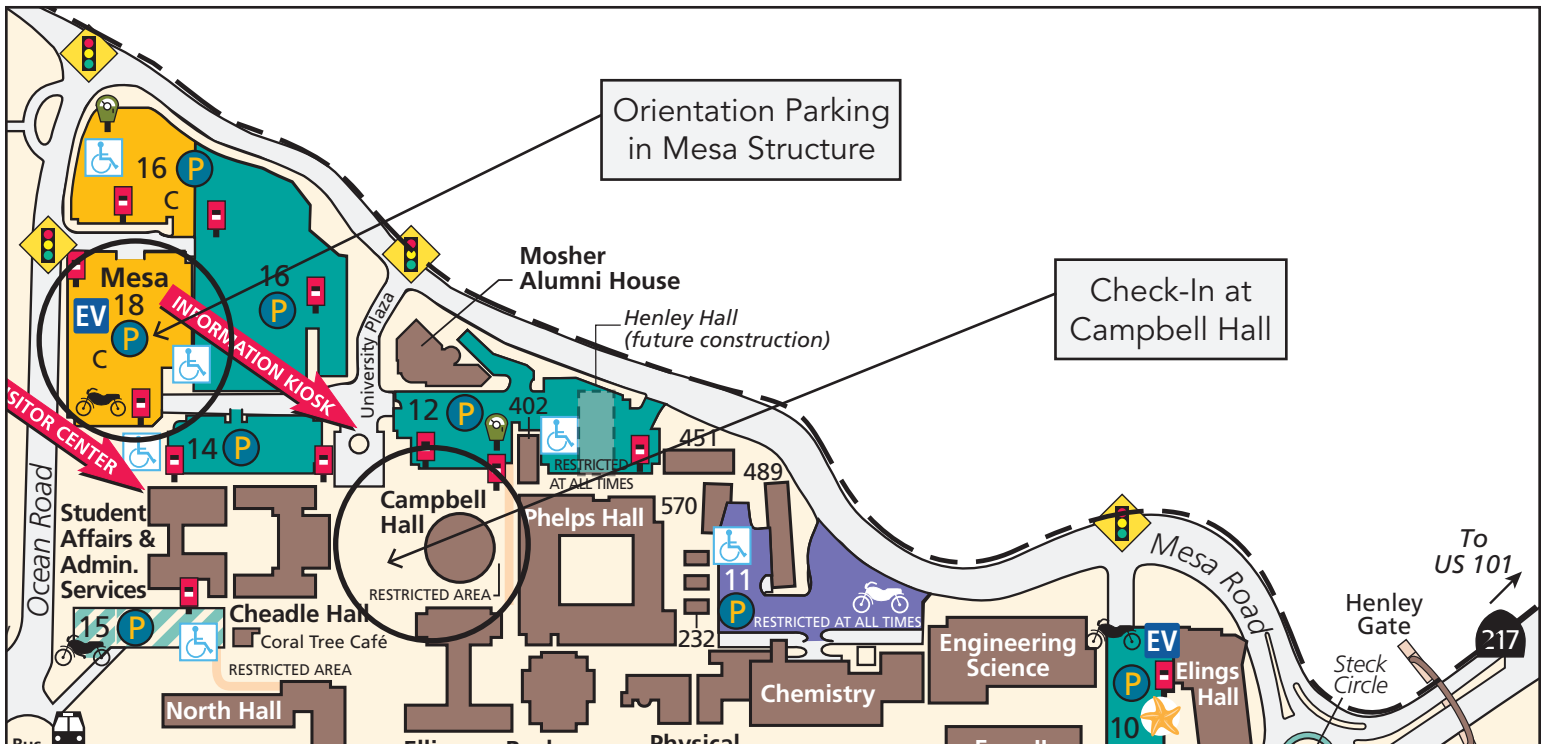 Orientation Parking
in Mesa Structure
16
P
C
Mosher
Alumni House
Mesa
18
EV
P
C
16
P
INFORMATION KIOSK
University Plaza
Henley Hall
(future construction)
Check-In at
Campbell Hall
12
P
402
14
P
451
RESTRICTED
AT ALL TIMES
489
SITOR CENTER
Ocean Road
Student
Affairs &
Admin.
Services
Campbell
Hall
RESTRICTED AREA
Phelps Hall
570
11
P
RESTRICTED AT ALL TIMES
232
Mesa Road
To
US 101
217
Henley
Gate
Steck
Circle
15
P
Cheadle Hall
Coral Tree Café
RESTRICTED AREA
North Hall
Engineering
Science
Chemistry
EV
P
10
Elings
Hall